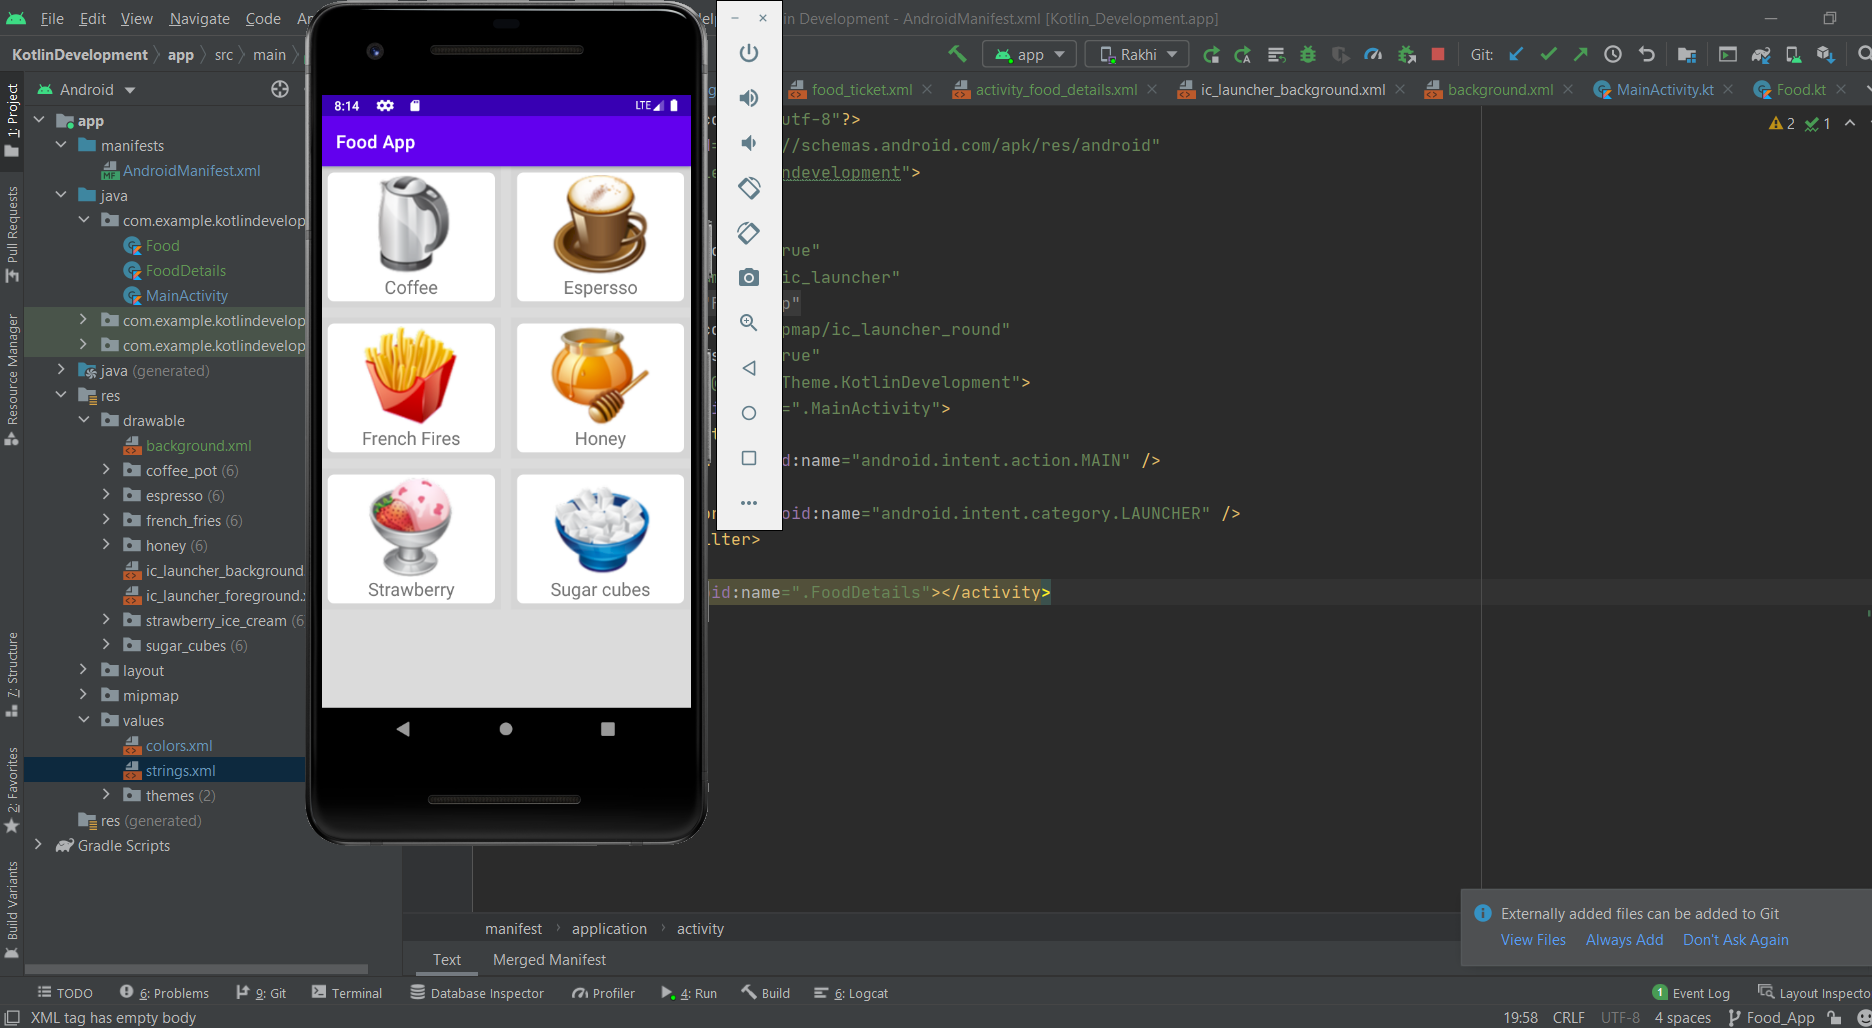 File Edit View Navigate Code
Kotlin Development - AndroidManifest.xml [Kotlin_Development.app]
KotlinDevelopment app src main
app Rakhi Git:
Android
food_ticket.xml activity_food_details.xml ic_launcher_background.xml background.xml MainActivity.kt Food.kt
1: Project
Pull Requests
Resource Manager
7: Structure
2: Favorites
Build Variants
app
manifests
AndroidManifest.xml
java
com.example.kotlindevelop
Food
FoodDetails
MainActivity
com.example.kotlindevelop
com.example.kotlindevelop
java (generated)
res
drawable
background.xml
coffee_pot (6)
espresso (6)
french_fries (6)
honey (6)
ic_launcher_background.
ic_launcher_foreground.x
strawberry_ice_cream (6
sugar_cubes (6)
layout
mipmap
values
colors.xml
strings.xml
themes (2)
res (generated)
Gradle Scripts
8:14 LTE
Food App
Coffee Espersso
French Fires Honey
Strawberry Sugar cubes
utf-8"?>
//schemas.android.com/apk/res/android"
ndevelopment">
rue"
ic_launcher"
p"
pmap/ic_launcher_round"
rue"
Theme.KotlinDevelopment">
=".MainActivity">
d:name="android.intent.action.MAIN" />
oid:name="android.intent.category.LAUNCHER" />
lter>
id:name=".FoodDetails"></activity>
2 1
manifest application activity
Text Merged Manifest
Externally added files can be added to Git
View Files Always Add Don't Ask Again
TODO 6: Problems 9: Git Terminal Database Inspector Profiler 4: Run Build 6: Logcat 1 Event Log Layout Inspecto
XML tag has empty body 19:58 CRLF UTF-8 4 spaces Food_App